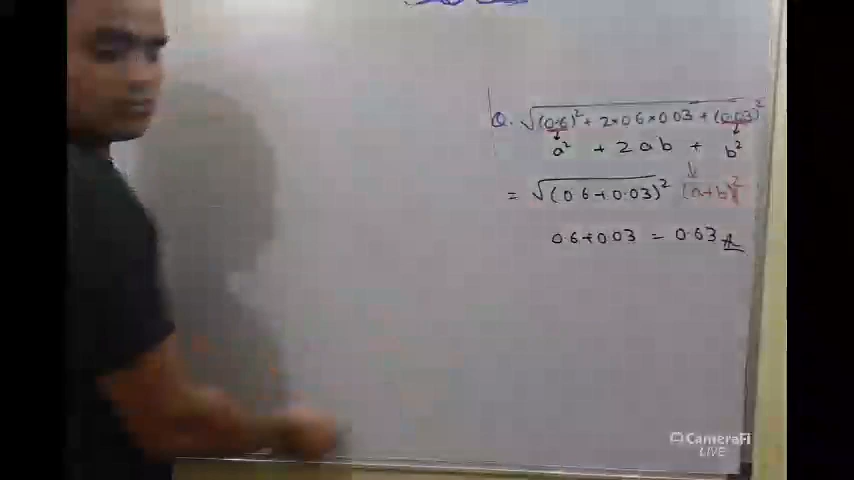 Q. √(0.6)² + 2×0.6×0.03 + (0.03)²
a² + 2ab + b²
= √(0.6+0.03)² (a+b)²
0.6+0.03 = 0.63 A
CameraFi
LIVE